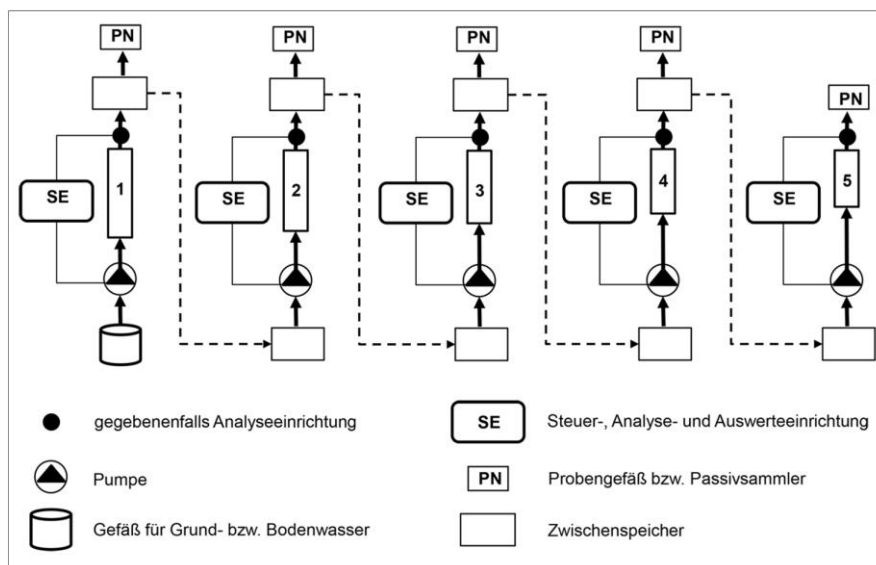 PN
PN
PN
PN
PN
1
2
3
4
5
SE
SE
SE
SE
SE
gegebenenfalls Analyseeinrichtung
SE
Steuer-, Analyse- und Auswerteeinrichtung
Pumpe
PN
Probengefäß bzw. Passivsammler
Gefäß für Grund- bzw. Bodenwasser
Zwischenspeicher